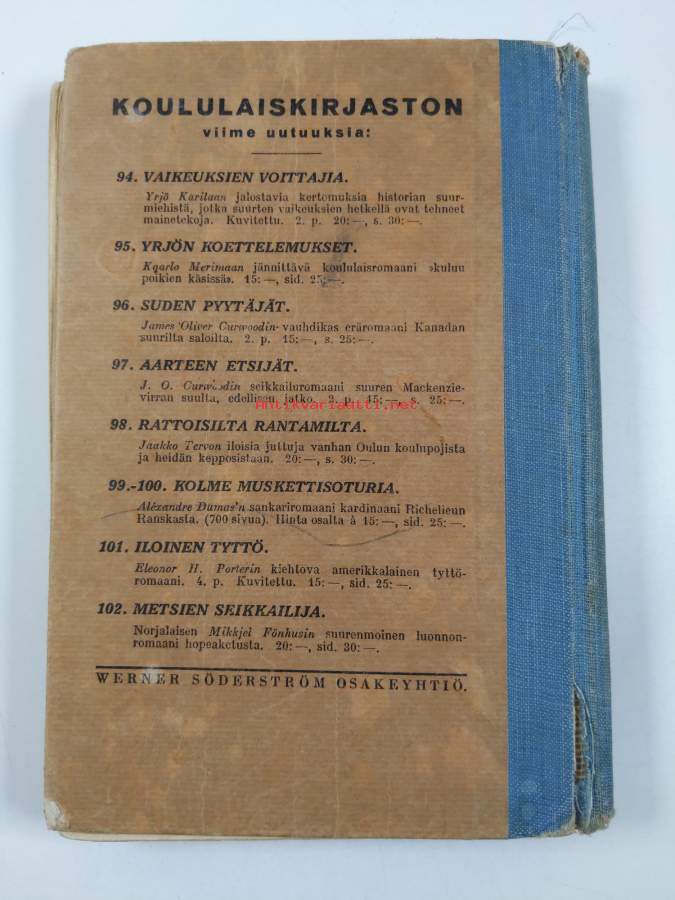 KOULULAISKIRJASTON
viime uutuuksia:
94. VAIKEUKSIEN VOITTAJIA.
Yrjö Karilaan jalostavia kertomuksia historian suur-
miehistä, jotka suurten vaikeuksien hetkellä ovat tehneet
mainetekoja. Kuvitettu. 2. p. 20:—, s. 30:—.
95. YRJÖN KOETTELEMUKSET.
Kaarlo Merimaan jännittävä koululaisromaani »kuluu
poikien käsissä». 15:—, sid. 25:—.
96. SUDEN PYYTÄJÄT.
James Oliver Curwoodin vauhdikas eräromaani Kanadan
suurilta saloilta. 2. p. 15:—, s. 25:—.
97. AARTEEN ETSIJÄT.
J. O. Curwoodin seikkailuromaani suuren Mackenzie-
virran suulta, edellisen jatko. 2. p. 15:—, s. 25:—.
Antikvariaatti.net
98. RATTOISILTA RANTAMILTA.
Jaakko Tervon iloisia juttuja vanhan Oulun koulupojista
ja heidän kepposistaan. 20:—, s. 30:—.
99.-100. KOLME MUSKETTISOTURIA.
Alexandre Dumas'n sankariromaani kardinaani Richelieun
Ranskasta. (700 sivua). Hinta osalta à 15:—, sid. 25:—.
101. ILOINEN TYTTÖ.
Eleonor H. Porterin kiehtova amerikkalainen tyttö-
romaani. 4. p. Kuvitettu. 15:—, sid. 25:—.
102. METSIEN SEIKKAILIJA.
Norjalaisen Mikkjel Fönhusin suurenmoinen luonnon-
romaani hopeaketusta. 20:—, sid. 30:—.
WERNER SÖDERSTRÖM OSAKEYHTIÖ.